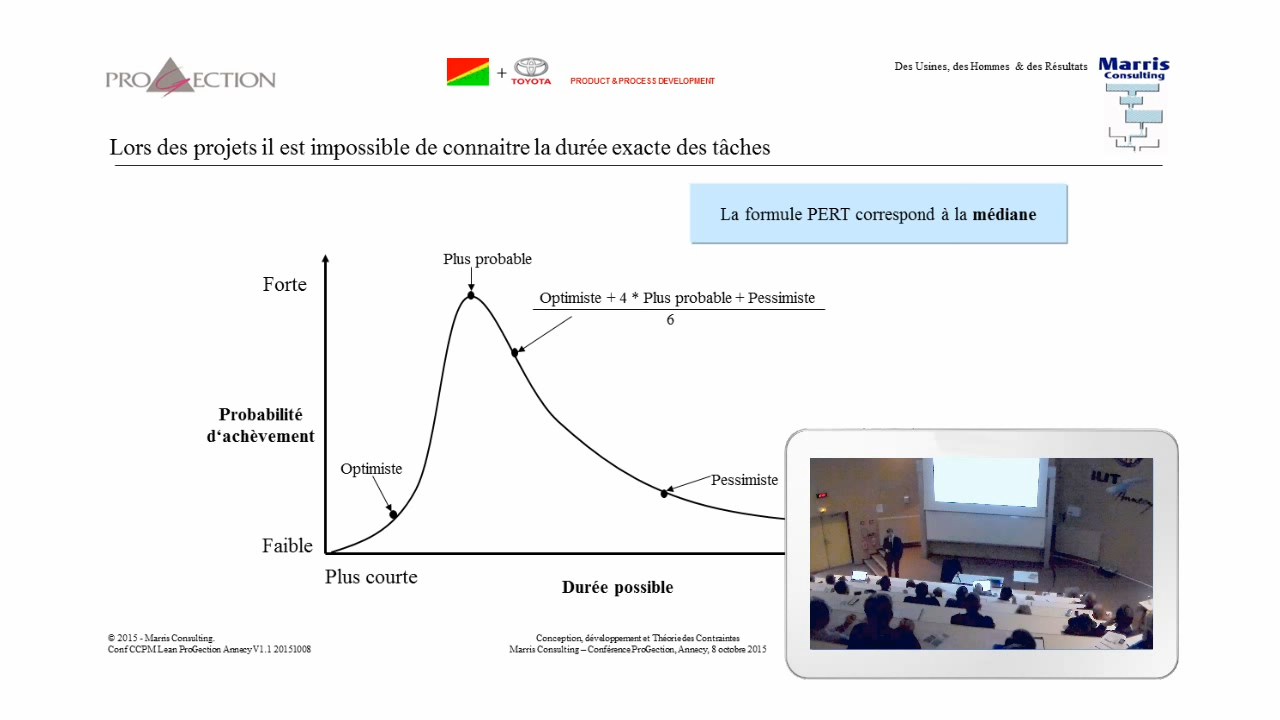 PROGECTION
+
TOYOTA
PRODUCT & PROCESS DEVELOPMENT
Des Usines, des Hommes & des Résultats
Marris
Consulting
Lors des projets il est impossible de connaitre la durée exacte des tâches
La formule PERT correspond à la médiane
Plus probable
Forte
Optimiste + 4 * Plus probable + Pessimiste
6
Probabilité
d‘achèvement
Optimiste
Pessimiste
IUT
Annecy
Faible
Plus courte
Durée possible
© 2015 - Marris Consulting.
Conf CCPM Lean ProGection Annecy V1.1 20151008
Conception, développement et Théorie des Contraintes
Marris Consulting – Conférence ProGection, Annecy, 8 octobre 2015